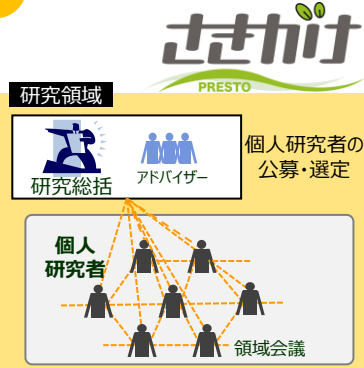 さきがけ
PRESTO
研究領域
研究総括
アドバイザー
個人研究者の
公募・選定
個人
研究者
領域会議